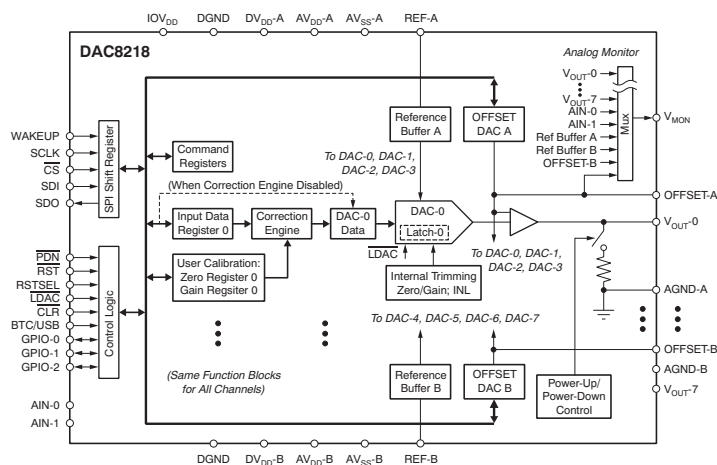 IOVDD DGND DVDD-A AVDD-A AVSS-A REF-A
DAC8218
Analog Monitor
VOUT-0
VOUT-7
AIN-0
AIN-1
Ref Buffer A
Ref Buffer B
OFFSET-B
Mux
VMON
WAKEUP
SCLK
CS
SDI
SDO
SPI Shift Register
Command
Registers
Reference
Buffer A
OFFSET
DAC A
To DAC-0, DAC-1,
DAC-2, DAC-3
(When Correction Engine Disabled)
OFFSET-A
Input Data
Register 0
Correction
Engine
DAC-0
Data
DAC-0
Latch-0
LDAC
VOUT-0
User Calibration:
Zero Register 0
Gain Regsiter 0
Internal Trimming
Zero/Gain; INL
To DAC-0, DAC-1,
DAC-2, DAC-3
PDN
RST
RSTSEL
LDAC
CLR
BTC/USB
GPIO-0
GPIO-1
GPIO-2
Control Logic
AGND-A
To DAC-4, DAC-5, DAC-6, DAC-7
(Same Function Blocks
for All Channels)
Reference
Buffer B
OFFSET
DAC B
Power-Up/
Power-Down
Control
OFFSET-B
AGND-B
VOUT-7
AIN-0
AIN-1
DGND DVDD-B AVDD-B AVSS-B REF-B